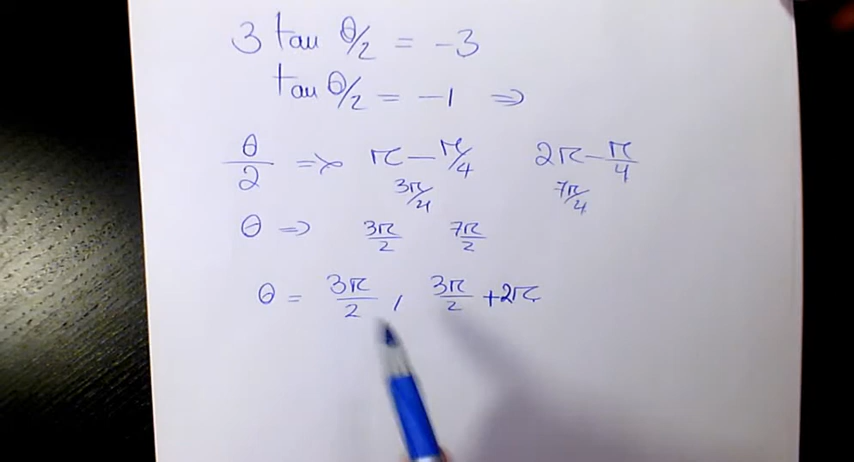 3 tan θ/2 = -3
tan θ/2 = -1 ⇒
θ/2 ⇒ π - π/4 2π - π/4
3π/4 7π/4
θ ⇒ 3π/2 7π/2
θ = 3π/2 , 3π/2 + 2π